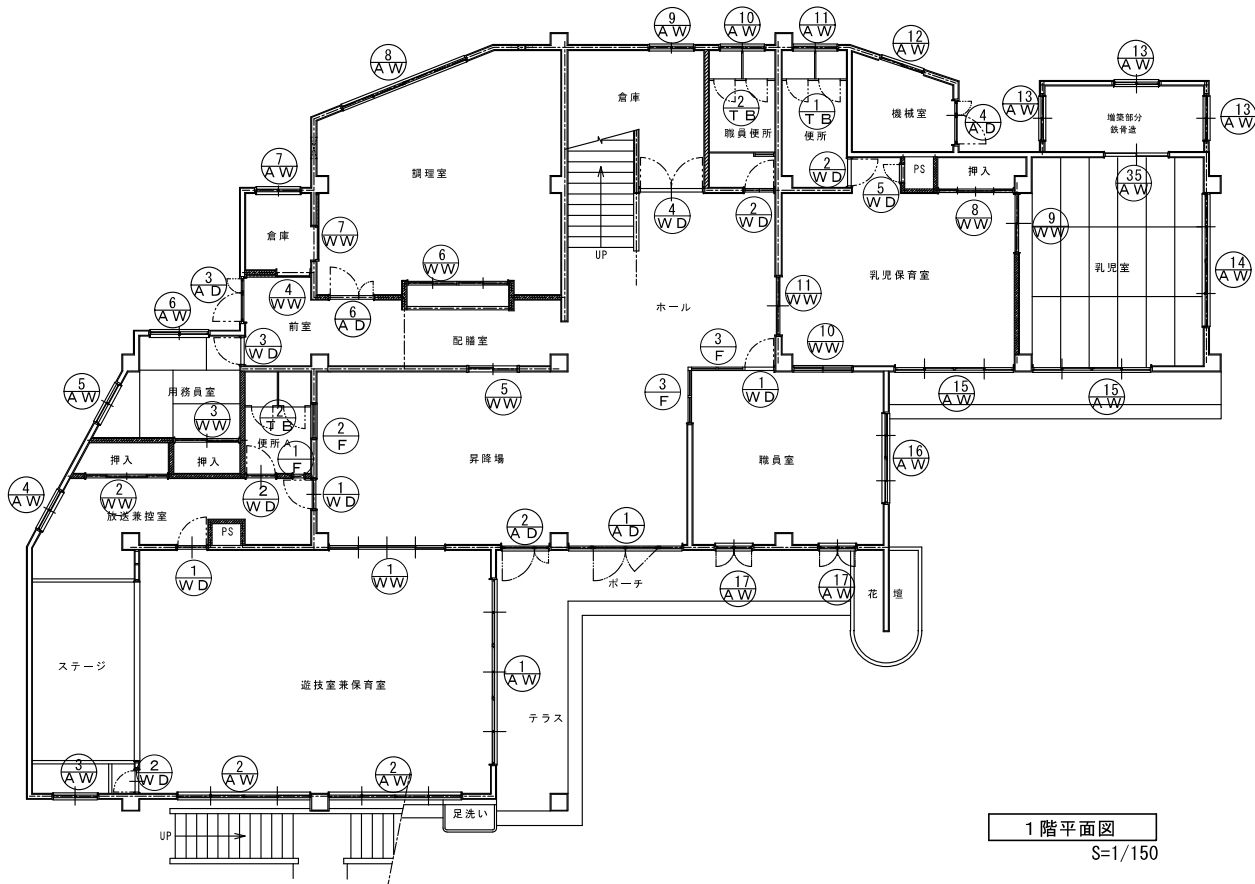 9
AW
10
AW
11
AW
12
AW
8
AW
13
AW
倉庫
2
TB
職員便所
1
TB
便所
機械室
4
AD
13
AW
増築部分
鉄骨造
13
AW
7
AW
調理室
2
WD
5
WD
PS
押入
35
AW
倉庫
7
WW
4
WD
2
WD
8
WW
9
WW
UP
3
AD
4
WW
6
WW
6
AD
ホール
11
WW
乳児保育室
乳児室
14
AW
6
AW
3
WD
前室
配膳室
3
F
10
WW
5
AW
用務員室
3
WW
2
TB
便所A
2
F
5
WW
3
F
1
WD
15
AW
15
AW
押入
押入
1
F
昇降場
職員室
16
AW
4
AW
2
WW
放送兼控室
2
WD
1
WD
PS
2
AD
1
AD
1
WD
1
WW
ポーチ
17
AW
17
AW
花壇
ステージ
遊技室兼保育室
1
AW
テラス
3
AW
2
WD
2
AW
2
AW
UP
足洗い
1階平面図
S=1/150